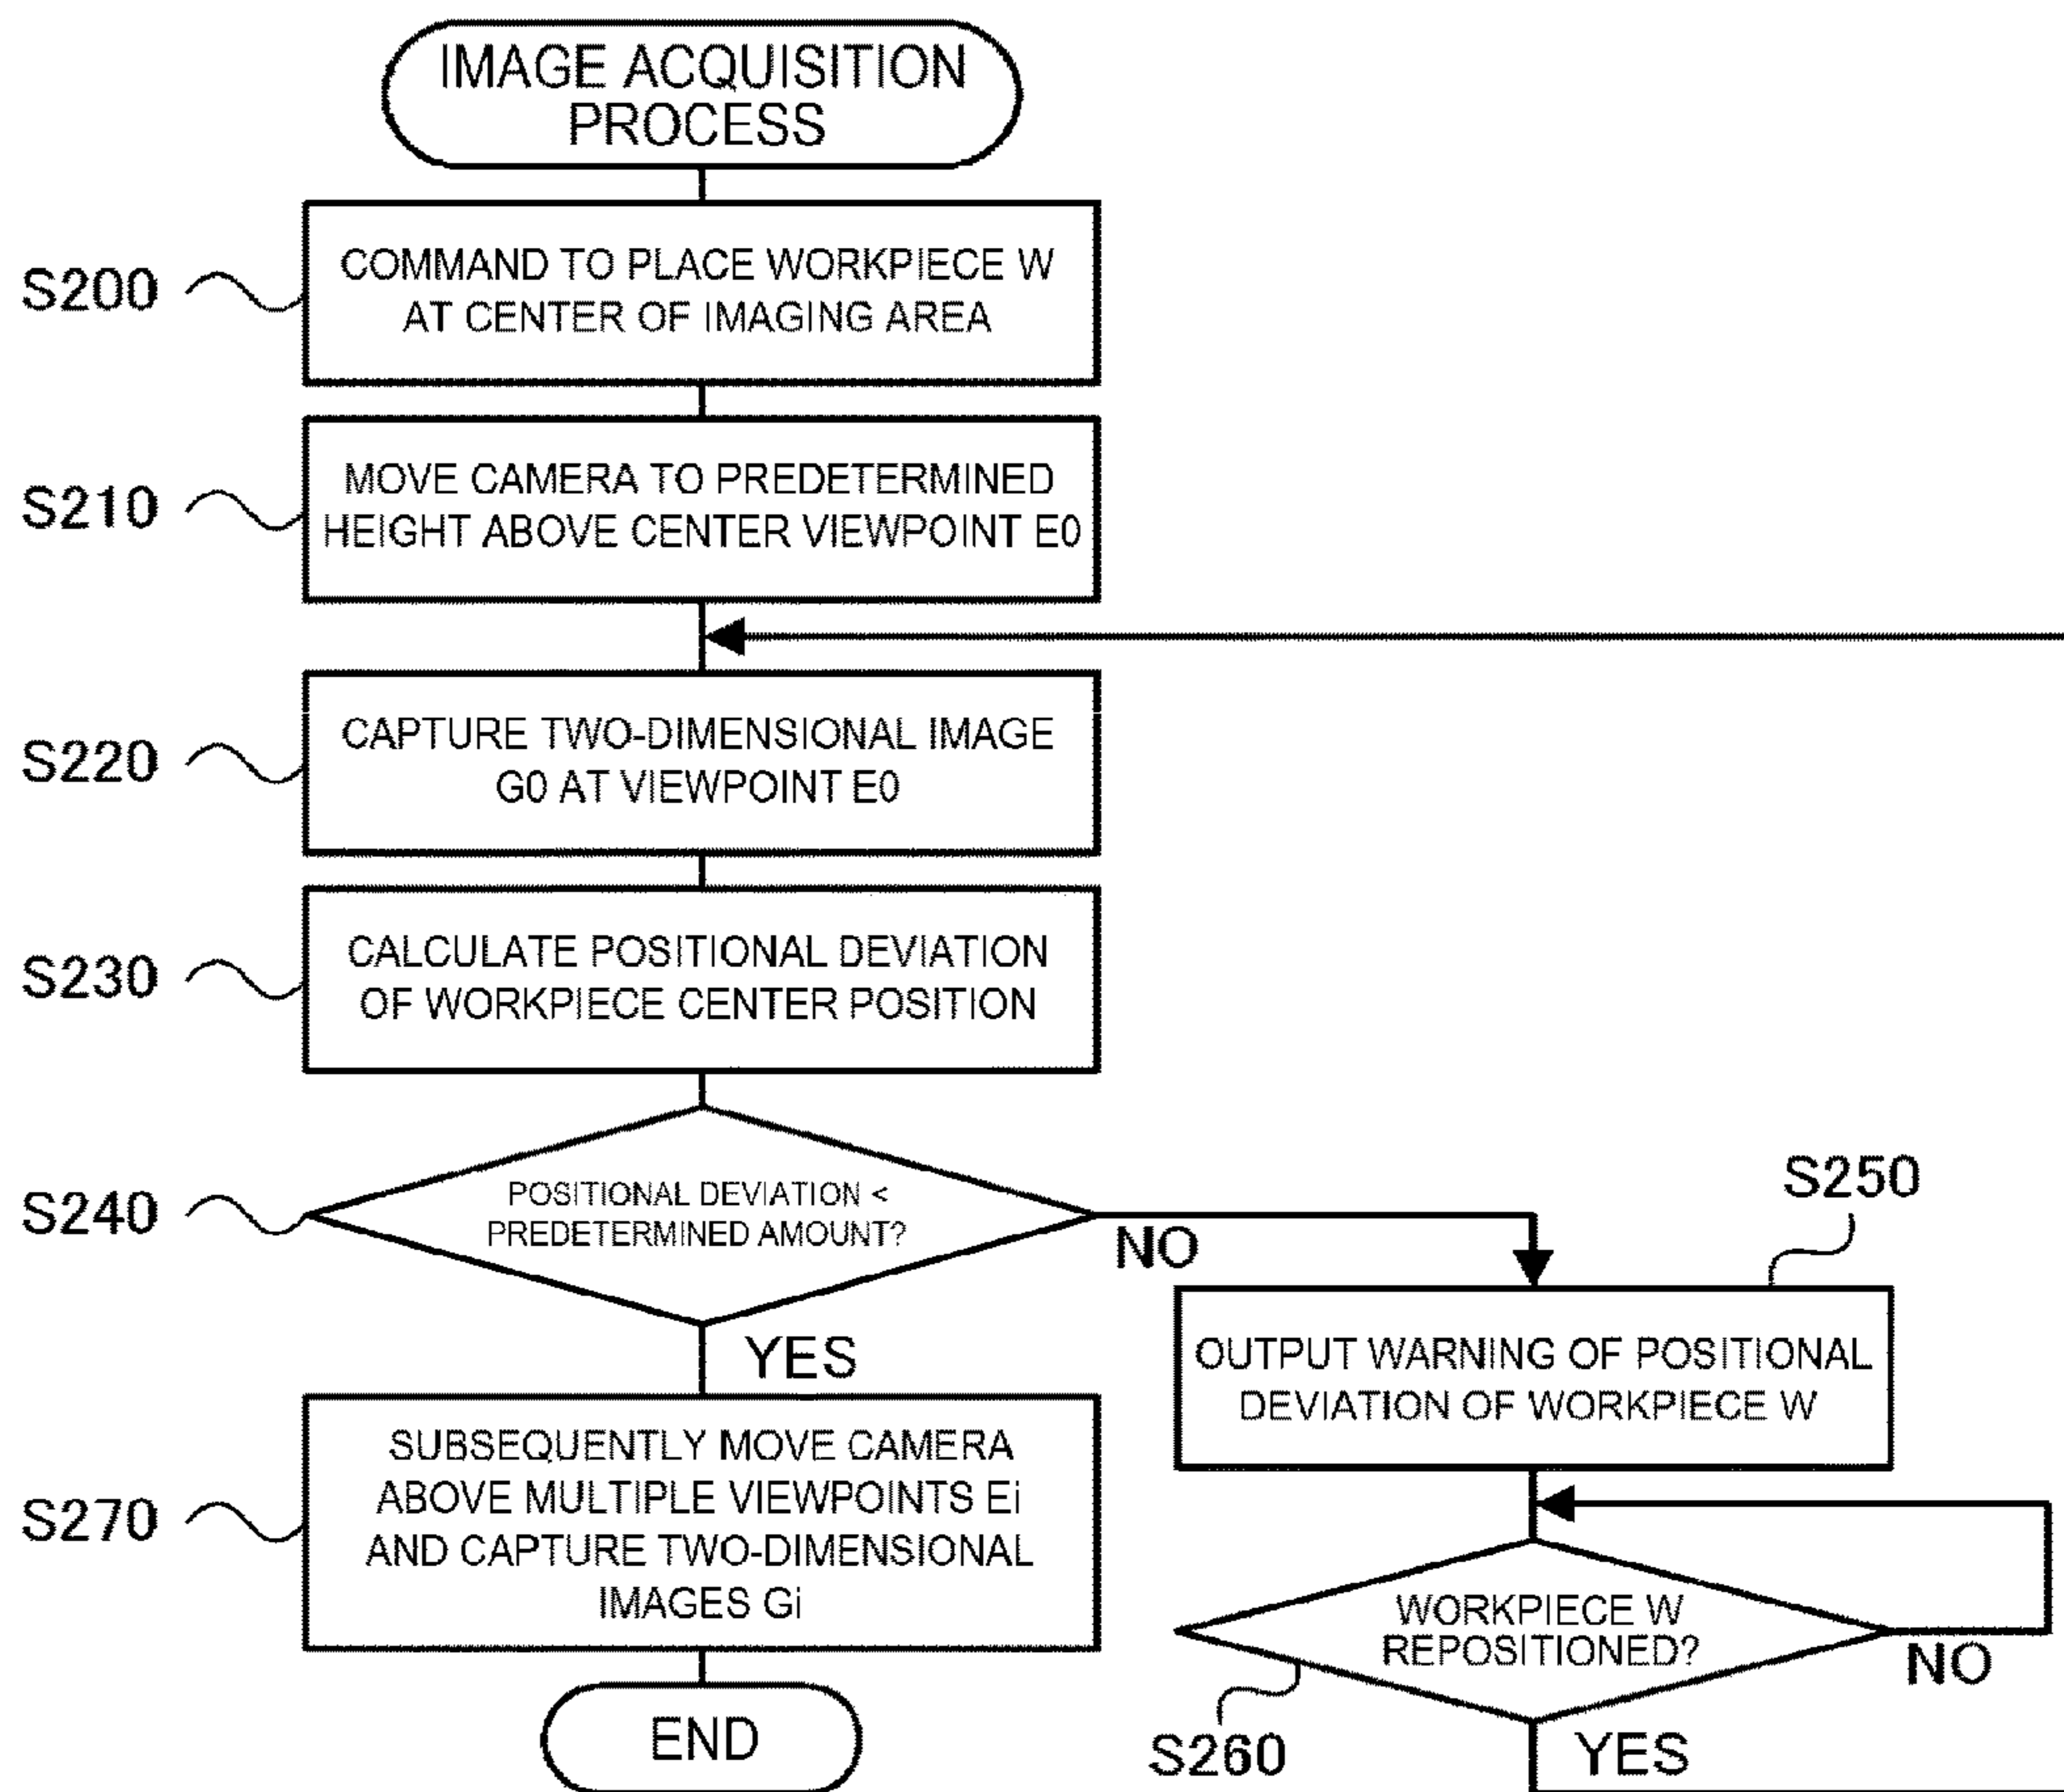 IMAGE ACQUISITION
PROCESS
S200
COMMAND TO PLACE WORKPIECE W
AT CENTER OF IMAGING AREA
S210
MOVE CAMERA TO PREDETERMINED
HEIGHT ABOVE CENTER VIEWPOINT E0
S220
CAPTURE TWO-DIMENSIONAL IMAGE
G0 AT VIEWPOINT E0
S230
CALCULATE POSITIONAL DEVIATION
OF WORKPIECE CENTER POSITION
S240
POSITIONAL DEVIATION <
PREDETERMINED AMOUNT?
NO
YES
S250
OUTPUT WARNING OF POSITIONAL
DEVIATION OF WORKPIECE W
S260
WORKPIECE W
REPOSITIONED?
NO
YES
S270
SUBSEQUENTLY MOVE CAMERA
ABOVE MULTIPLE VIEWPOINTS Ei
AND CAPTURE TWO-DIMENSIONAL
IMAGES Gi
END